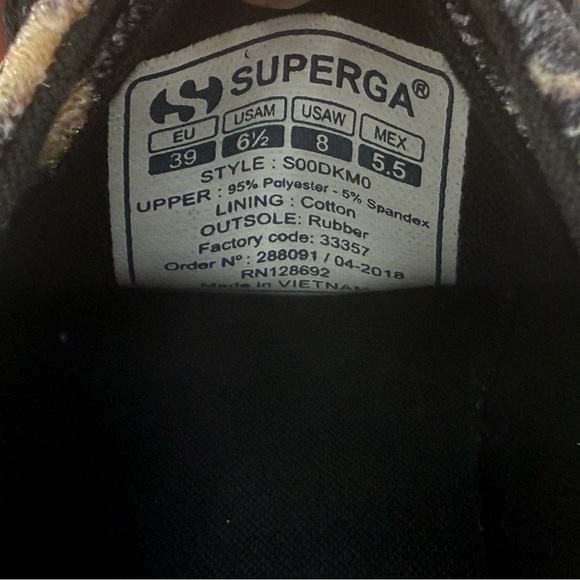 SUPERGA®
EU USAM USAW MEX
39 6½ 8 5.5
STYLE : S00DKM0
UPPER : 95% Polyester - 5% Spandex
LINING : Cotton
OUTSOLE: Rubber
Factory code: 33357
Order Nº : 288091 / 04-2018
RN128692
Made in VIETNAM